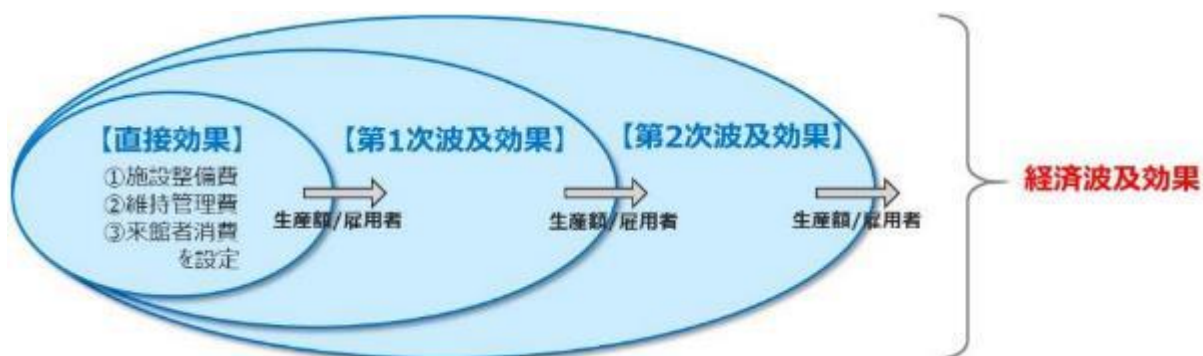 【直接効果】
①施設整備費
②維持管理費
③来館者消費
を設定
生産額/雇用者
【第1次波及効果】
生産額/雇用者
【第2次波及効果】
生産額/雇用者
経済波及効果